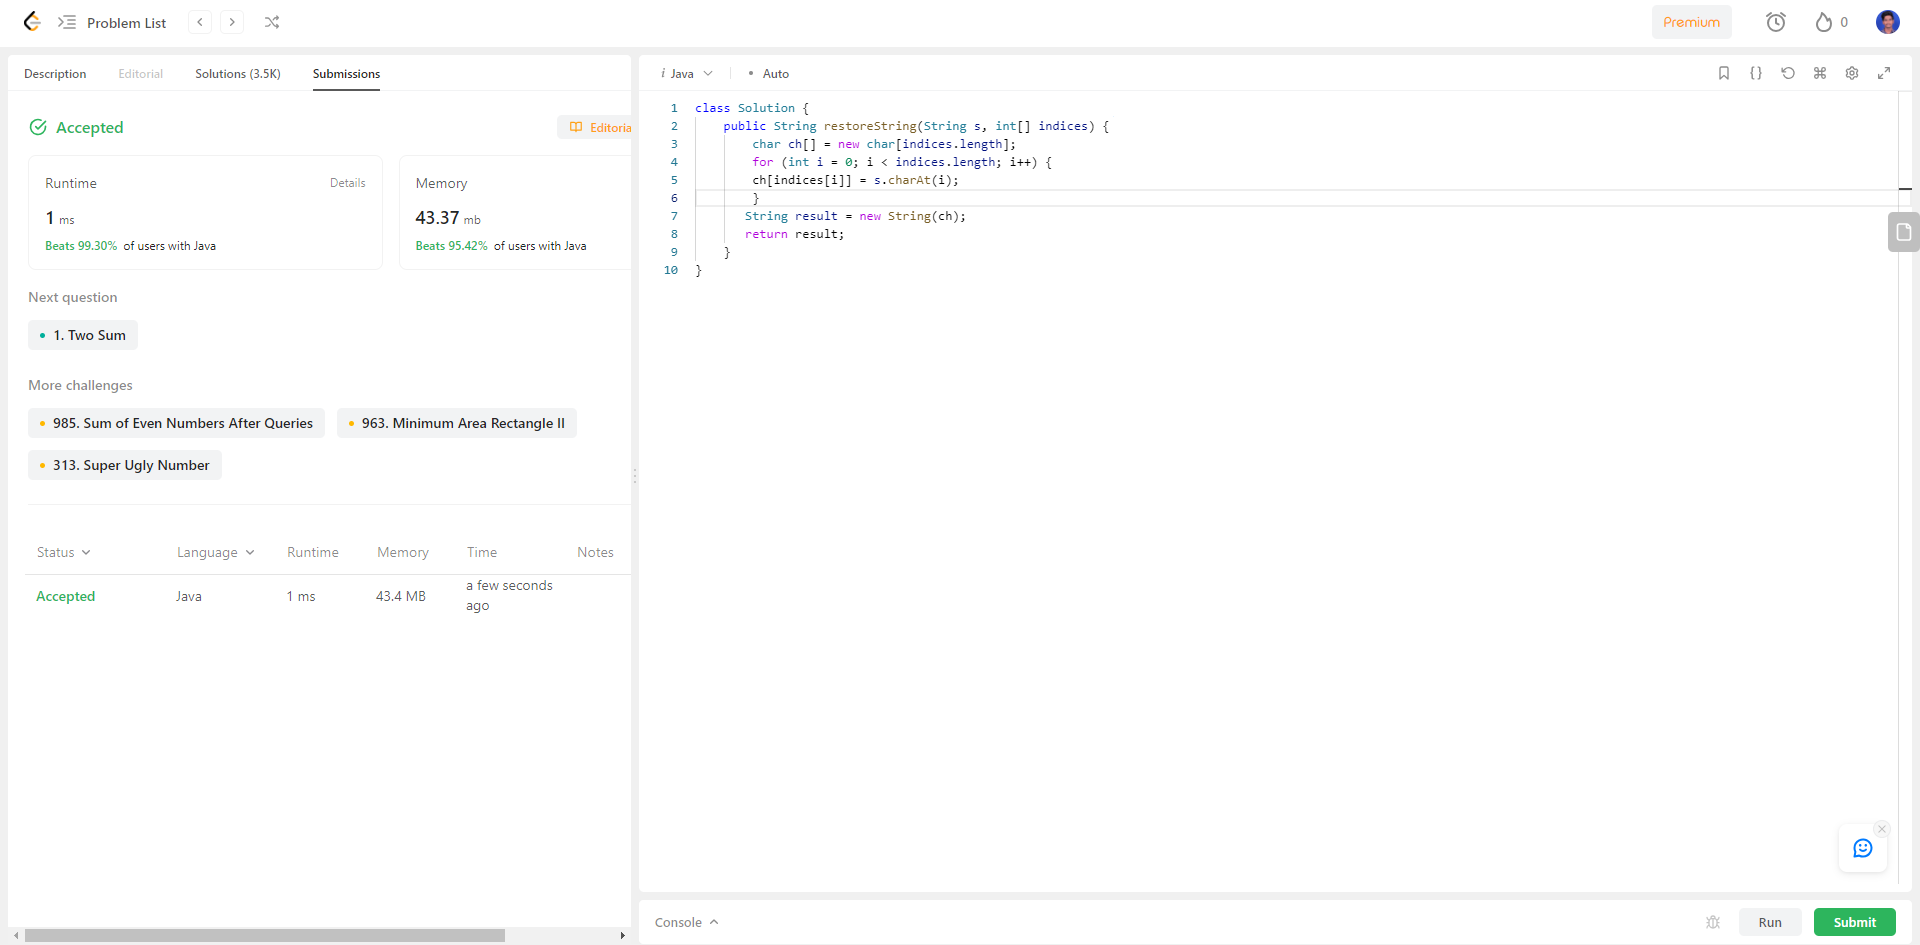 Problem List
Premium
0
Description Editorial Solutions (3.5K) Submissions
Accepted
Editoria
Runtime Details
1 ms
Beats 99.30% of users with Java
Memory
43.37 mb
Beats 95.42% of users with Java
Next question
1. Two Sum
More challenges
985. Sum of Even Numbers After Queries
963. Minimum Area Rectangle II
313. Super Ugly Number
Status Language Runtime Memory Time Notes
Accepted Java 1 ms 43.4 MB a few seconds
ago
i Java • Auto
1 class Solution {
2     public String restoreString(String s, int[] indices) {
3         char ch[] = new char[indices.length];
4         for (int i = 0; i < indices.length; i++) {
5         ch[indices[i]] = s.charAt(i);
6         }
7        String result = new String(ch);
8        return result;
9     }
10 }
Console
Run
Submit